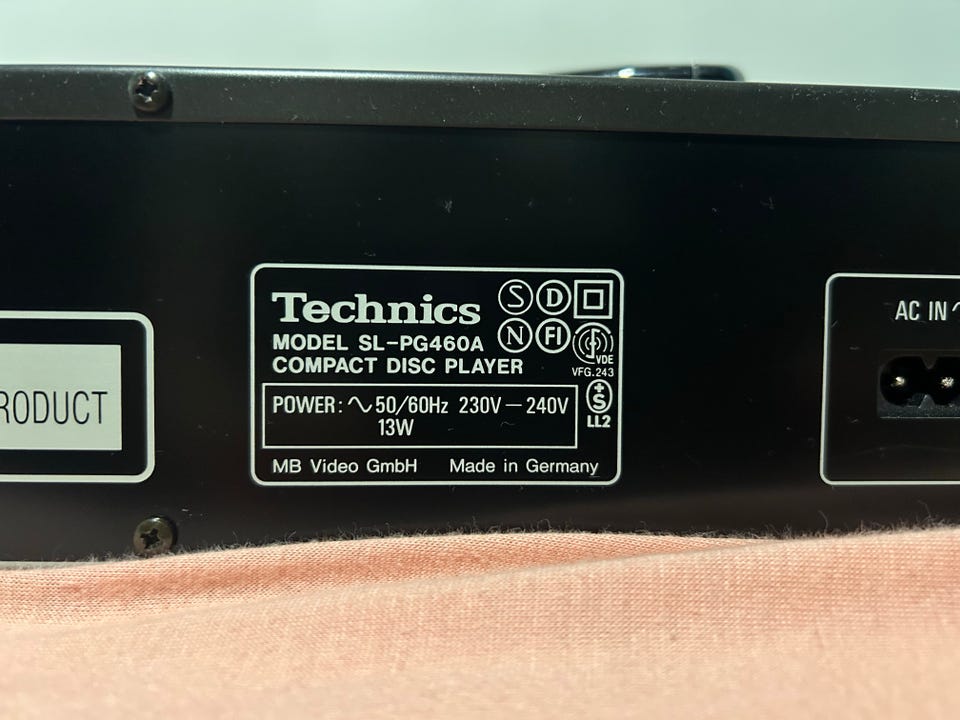 RODUCT
Technics
S D
N FI
MODEL SL-PG460A
COMPACT DISC PLAYER
VDE
VFG.243
POWER: ∿ 50/60Hz 230V — 240V
13W
+S
LL2
MB Video GmbH Made in Germany
AC IN ~